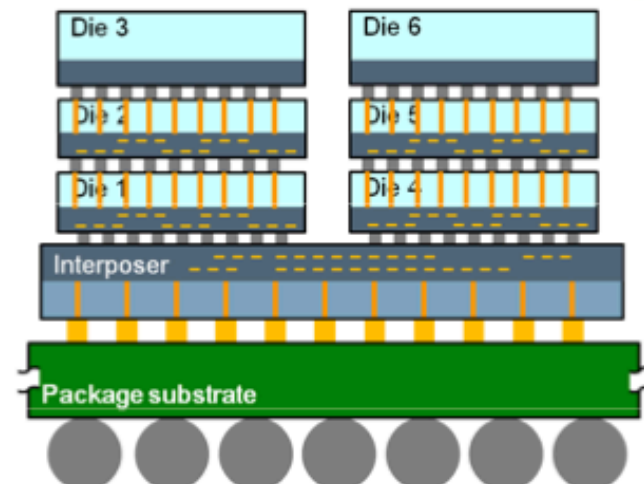 Die 3
Die 6
Die 2
Die 5
Die 1
Die 4
Interposer
Package substrate